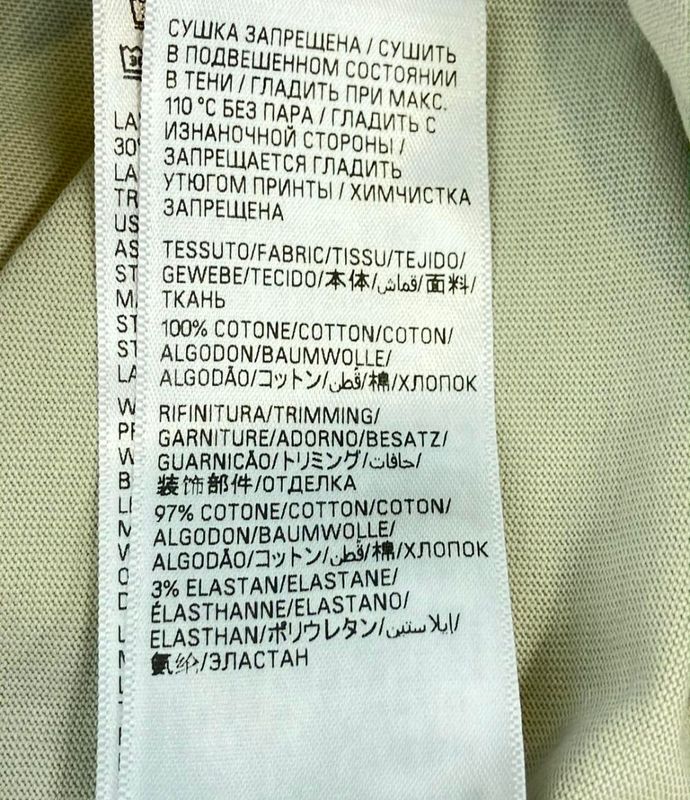 СУШКА ЗАПРЕЩЕНА / СУШИТЬ
В ПОДВЕШЕННОМ СОСТОЯНИИ
В ТЕНИ / ГЛАДИТЬ ПРИ МАКС.
110 °C БЕЗ ПАРА / ГЛАДИТЬ С
ИЗНАНОЧНОЙ СТОРОНЫ /
ЗАПРЕЩАЕТСЯ ГЛАДИТЬ
УТЮГОМ ПРИНТЫ / ХИМЧИСТКА
ЗАПРЕЩЕНА
TESSUTO/FABRIC/TISSU/TEJIDO/
GEWEBE/TECIDO/本体/قماش/面料/
ТКАНЬ
100% COTONE/COTTON/COTON/
ALGODON/BAUMWOLLE/
ALGODÃO/コットン/قُطن/棉/ХЛОПОК
RIFINITURA/TRIMMING/
GARNITURE/ADORNO/BESATZ/
GUARNICÃO/トリミング/حافات/
装饰部件/ОТДЕЛКА
97% COTONE/COTTON/COTON/
ALGODON/BAUMWOLLE/
ALGODÃO/コットン/قُطن/棉/ХЛОПОК
3% ELASTAN/ELASTANE/
ÉLASTHANNE/ELASTANO/
ELASTHAN/ポリウレタン/إيلاستين/
氨纶/ЭЛАСТАН